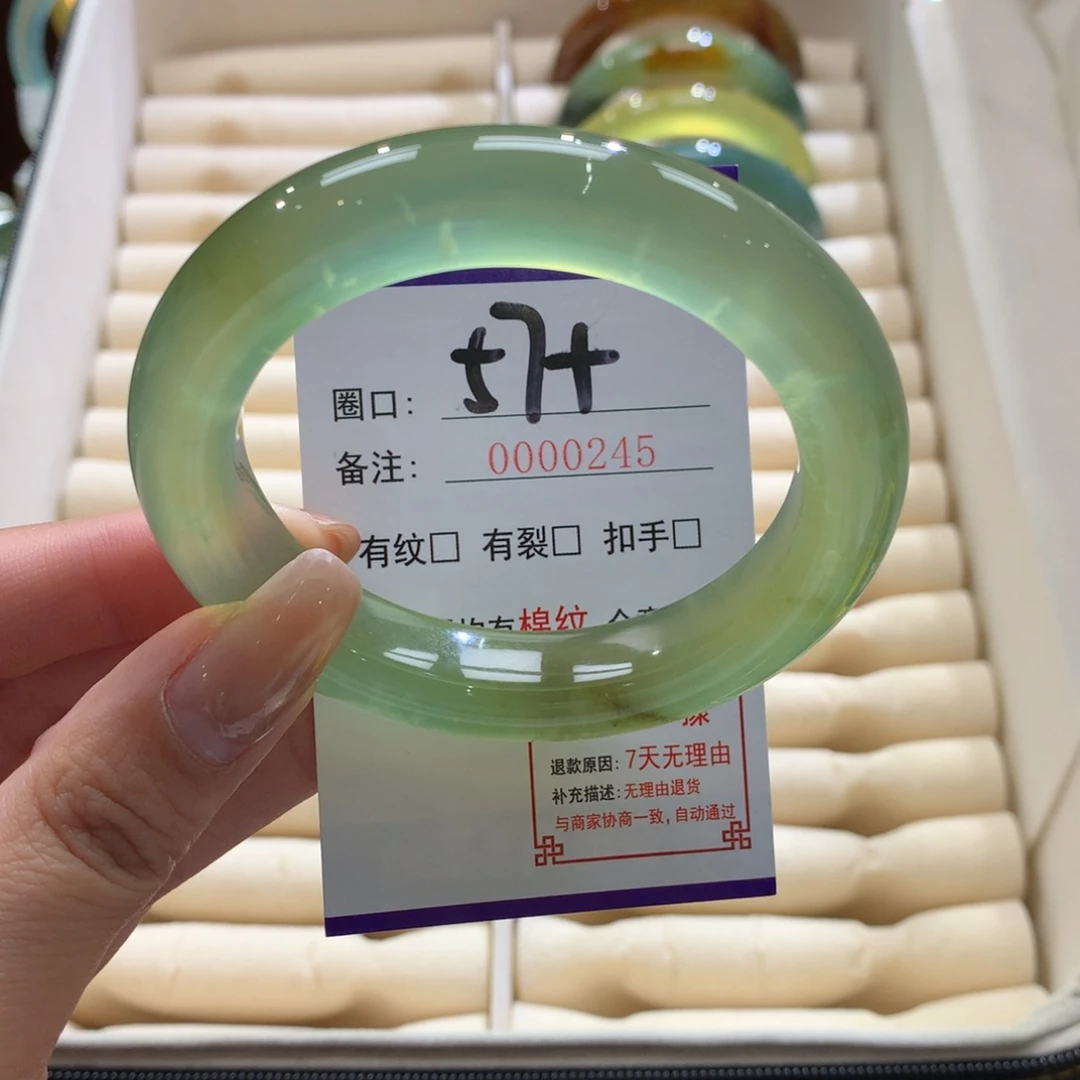 圈口: 57+
备注: 0000245
有纹□ 有裂□ 扣手□
均有棉纹
退款原因: 7天无理由
补充描述: 无理由退货
与商家协商一致, 自动通过